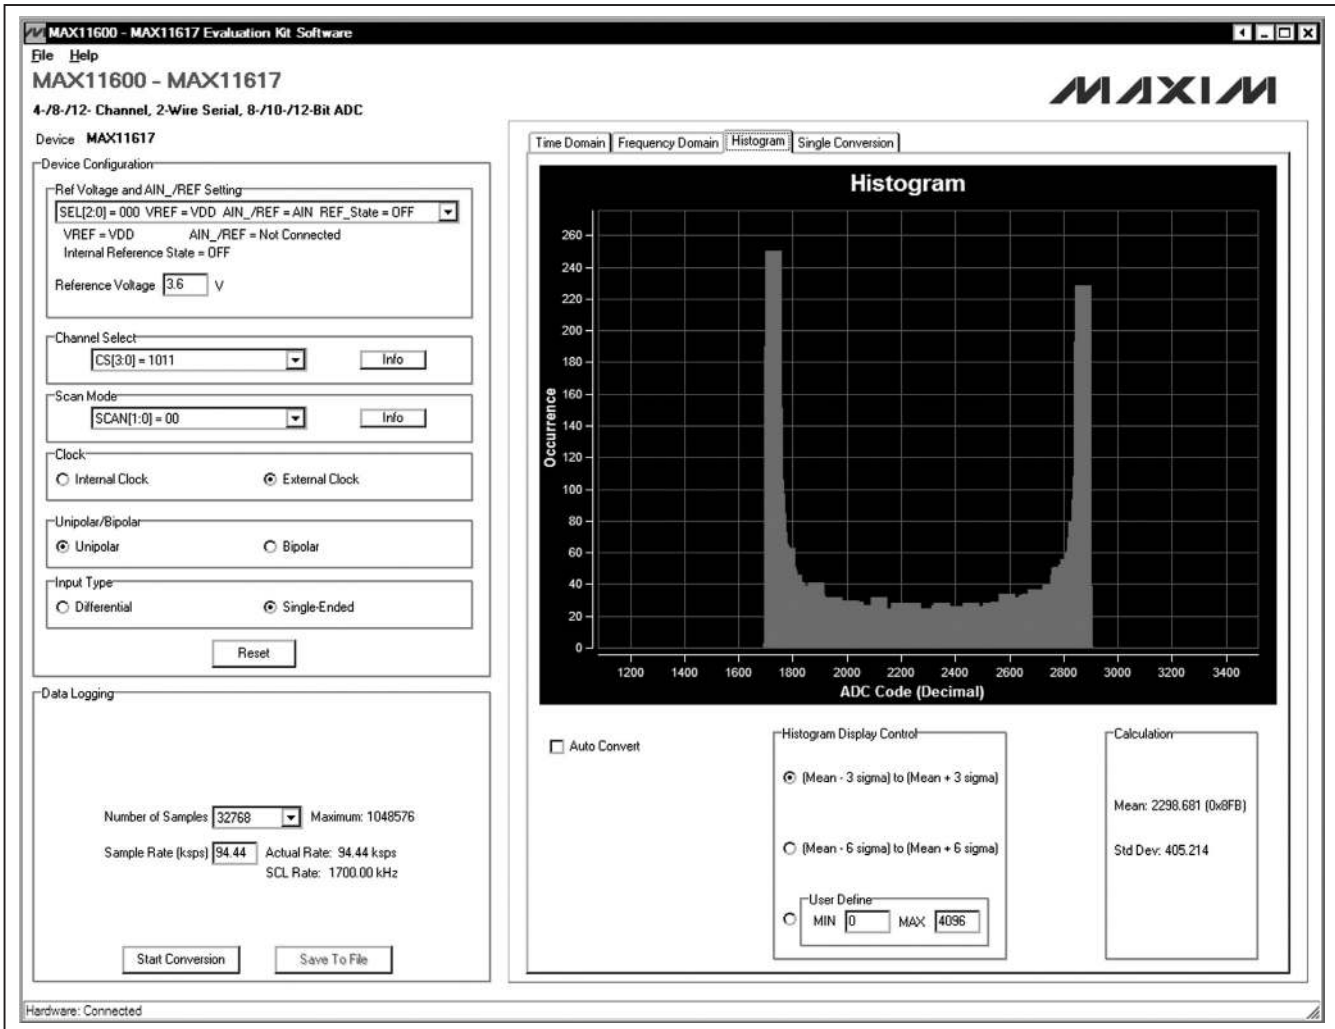 MAX11600 - MAX11617 Evaluation Kit Software
File Help
MAX11600 - MAX11617
MAXIM
4-/8-/12- Channel, 2-Wire Serial, 8-/10-/12-Bit ADC
Device MAX11617
Device Configuration
Ref Voltage and AIN_/REF Setting
SEL[2:0] = 000 VREF = VDD AIN_/REF = AIN REF_State = OFF
VREF = VDD AIN_/REF = Not Connected
Internal Reference State = OFF
Reference Voltage 3.6 V
Channel Select
CS[3:0] = 1011 Info
Scan Mode
SCAN[1:0] = 00 Info
Clock
Internal Clock External Clock
Unipolar/Bipolar
Unipolar Bipolar
Input Type
Differential Single-Ended
Reset
Data Logging
Number of Samples 32768 Maximum: 1048576
Sample Rate (ksps) 94.44 Actual Rate: 94.44 ksps
SCL Rate: 1700.00 kHz
Start Conversion Save To File
Time Domain Frequency Domain Histogram Single Conversion
Histogram
260
240
220
200
180
160
140
120
100
80
60
40
20
0
Occurrence
1200 1400 1600 1800 2000 2200 2400 2600 2800 3000 3200 3400
ADC Code (Decimal)
Auto Convert
Histogram Display Control
(Mean - 3 sigma) to (Mean + 3 sigma)
(Mean - 6 sigma) to (Mean + 6 sigma)
User Define
MIN 0 MAX 4096
Calculation
Mean: 2298.681 (0x8FB)
Std Dev: 405.214
Hardware: Connected